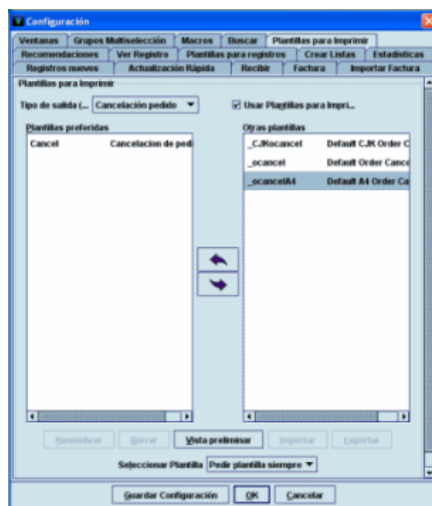 Configuración
Ventanas Grupos Multiselección Macros Buscar Plantillas para Imprimir
Recomendaciones Ver Registro Plantillas para registros Crear Listas Estadísticas
Registros nuevos Actualización Rápida Recibir Factura Importar Factura
Plantillas para Imprimir
Tipo de salida (... Cancelación pedido Usar Plantillas para Impri...
Plantillas preferidas Otras plantillas
Cancel Cancelacion de ped _CJKocancel Default CJK Order C
_ocancel Default Order Cance
_ocancelA4 Default A4 Order Ca
Renombrar Borrar Vista preliminar Importar Exportar
Seleccionar Plantilla Pedir plantilla siempre
Guardar Configuración OK Cancelar